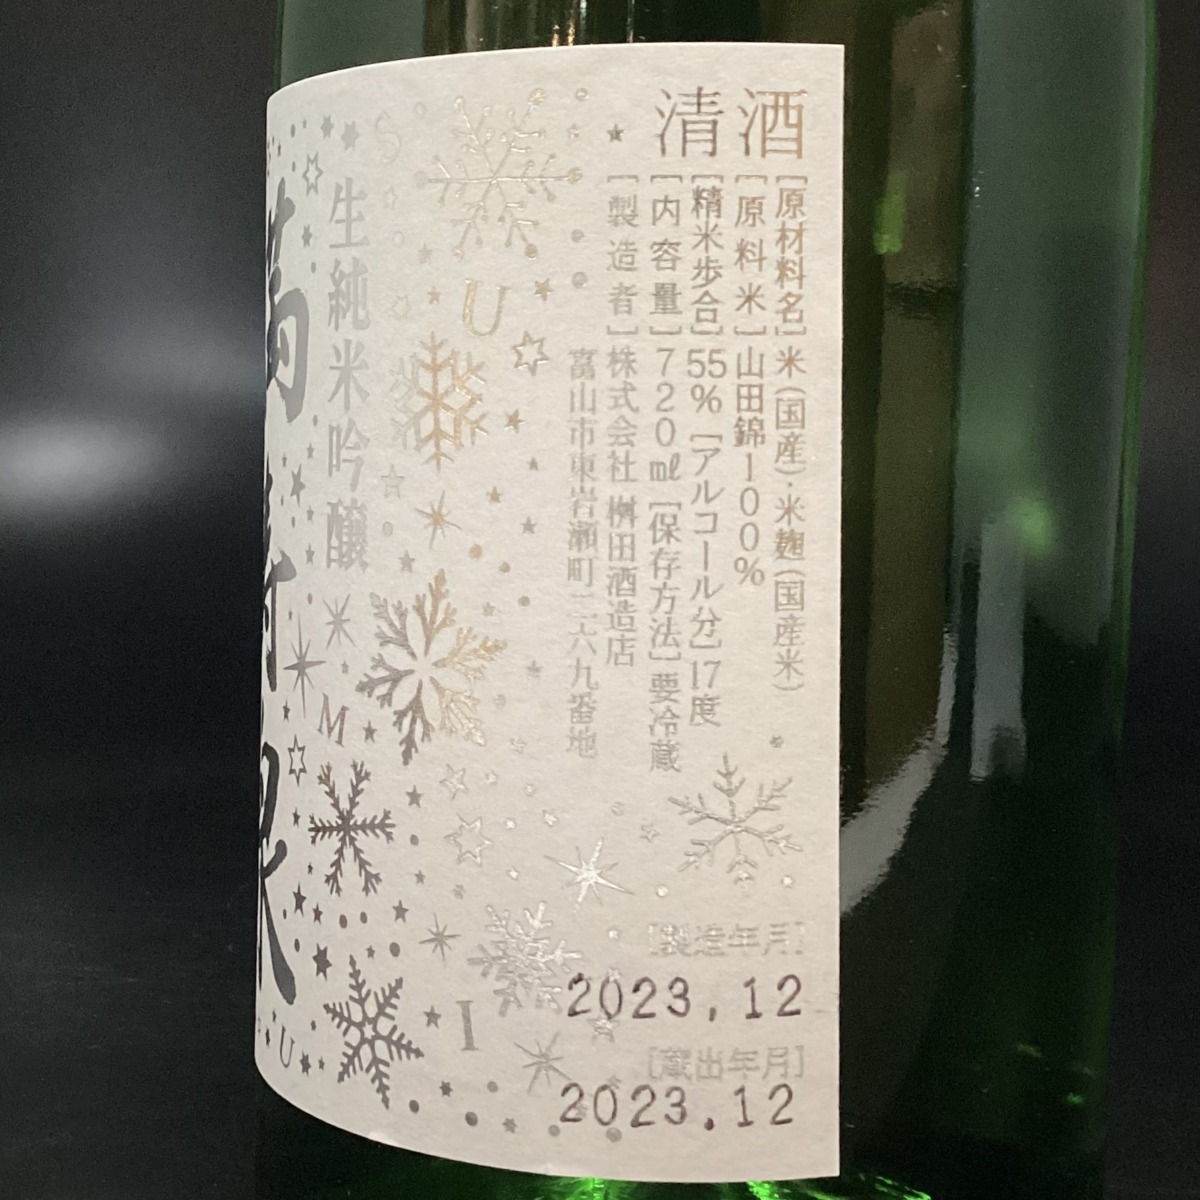 清酒
［原材料名］米（国産）・米麹（国産米）
［原料米］山田錦100％
［精米歩合］55％［アルコール分］17度
［内容量］720㎖［保存方法］要冷蔵
［製造者］株式会社 桝田酒造店
富山市東岩瀬町二六九番地
［製造年月］
2023.12
［蔵出年月］
2023.12
生純米吟醸
S
U
M
I
U
泉